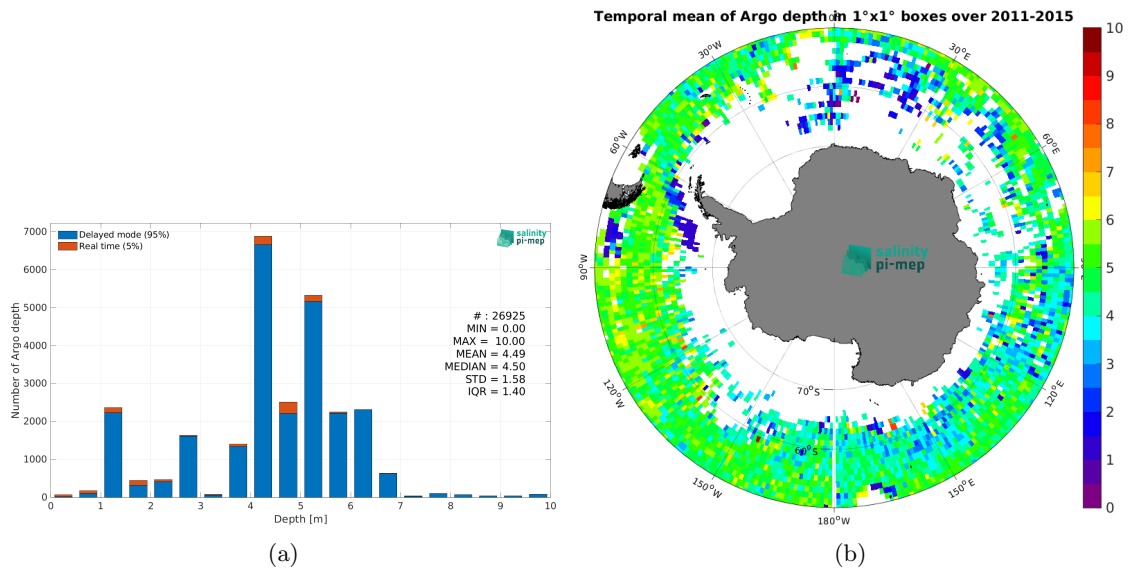 Temporal mean of Argo depth in 1°x1° boxes over 2011-2015
Delayed mode (95%)
Real time (5%)
salinity
pi-mep
# : 26925
MIN = 0.00
MAX = 10.00
MEAN = 4.49
MEDIAN = 4.50
STD = 1.58
IQR = 1.40
Number of Argo depth
7000
6000
5000
4000
3000
2000
1000
0
0 1 2 3 4 5 6 7 8 9 10
Depth [m]
(a)
30°W
30°E
60°W
60°E
90°W
salinity
pi-mep
120°W
120°E
70°S
60°S
150°W
150°E
180°W
10
9
8
7
6
5
4
3
2
1
0
(b)